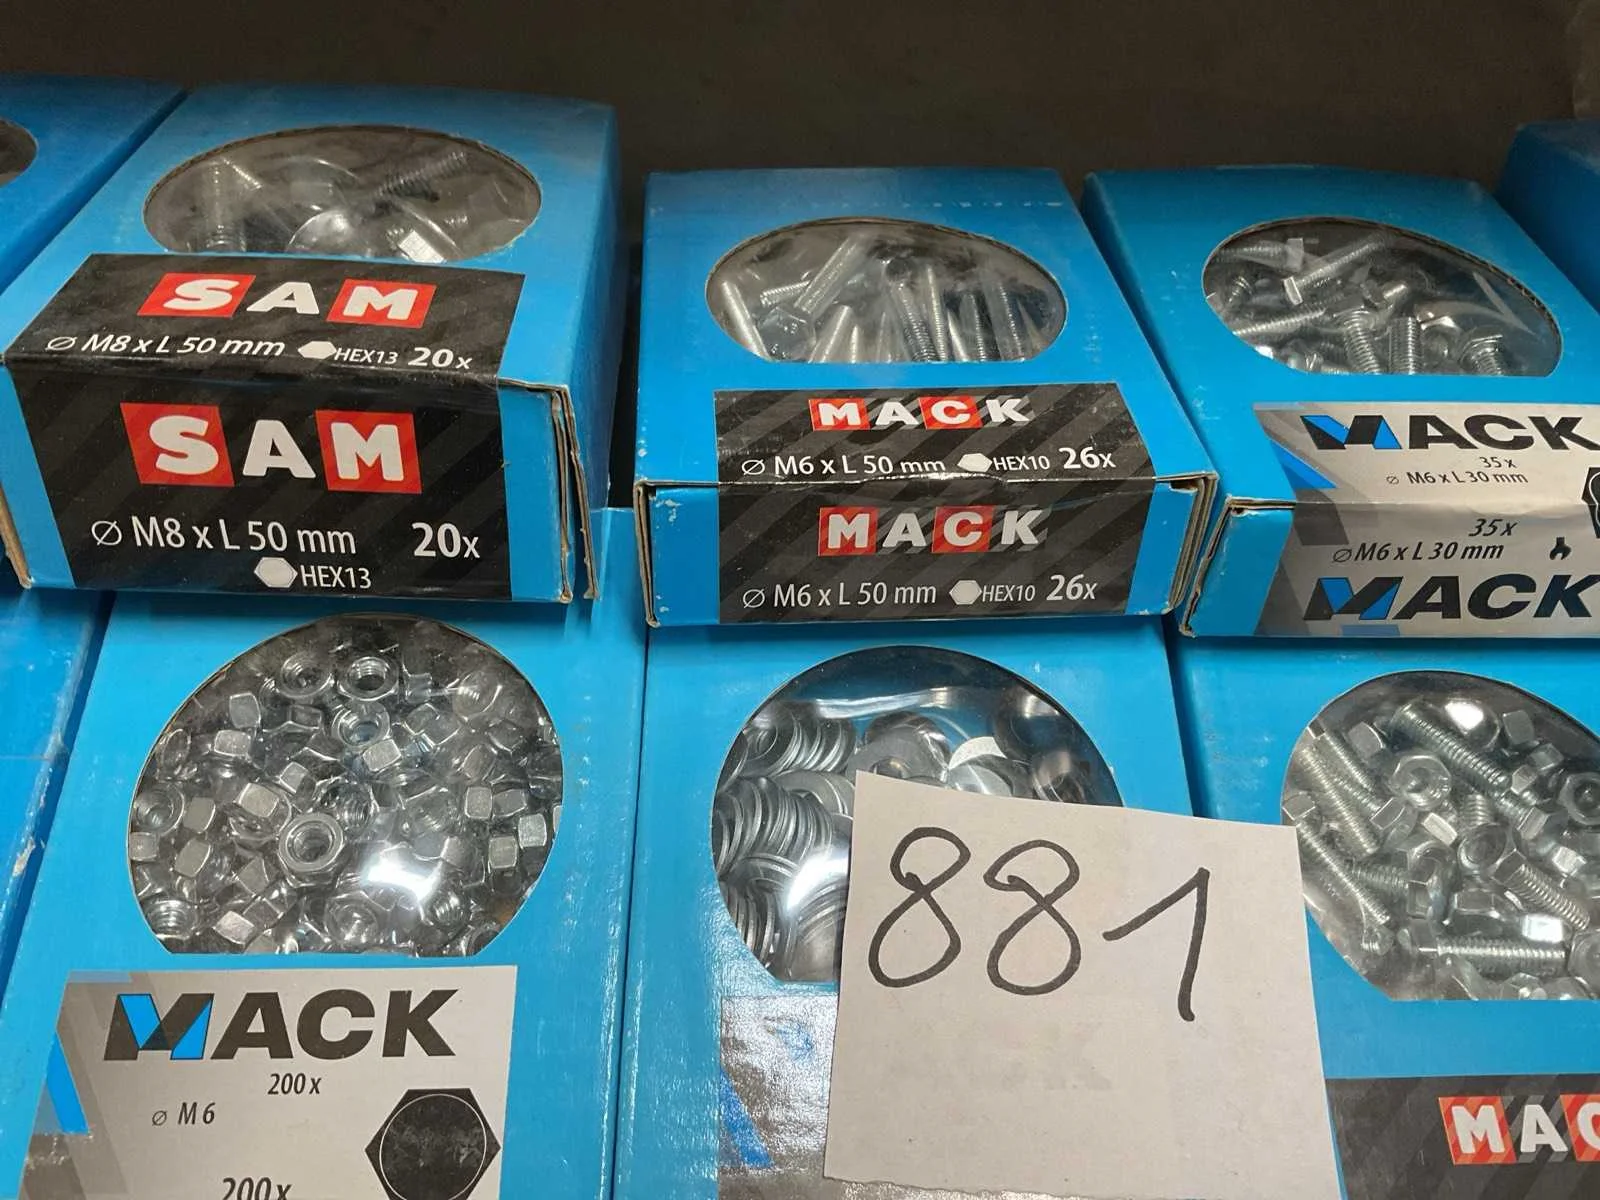 SAM
Ø M8 x L 50 mm HEX13 20x
SAM
Ø M8 x L 50 mm 20x
HEX13
MACK
Ø M6 x L 50 mm HEX10 26x
MACK
Ø M6 x L 50 mm HEX10 26x
MACK
35x
Ø M6 x L 30 mm
35x
Ø M6 x L 30 mm
MACK
MACK
200x
Ø M6
200x
881
MAC